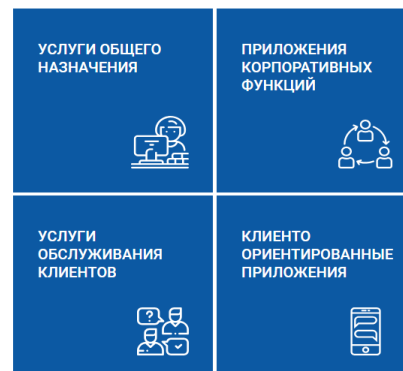 УСЛУГИ ОБЩЕГО
НАЗНАЧЕНИЯ
ПРИЛОЖЕНИЯ
КОРПОРАТИВНЫХ
ФУНКЦИЙ
УСЛУГИ
ОБСЛУЖИВАНИЯ
КЛИЕНТОВ
КЛИЕНТО
ОРИЕНТИРОВАННЫЕ
ПРИЛОЖЕНИЯ